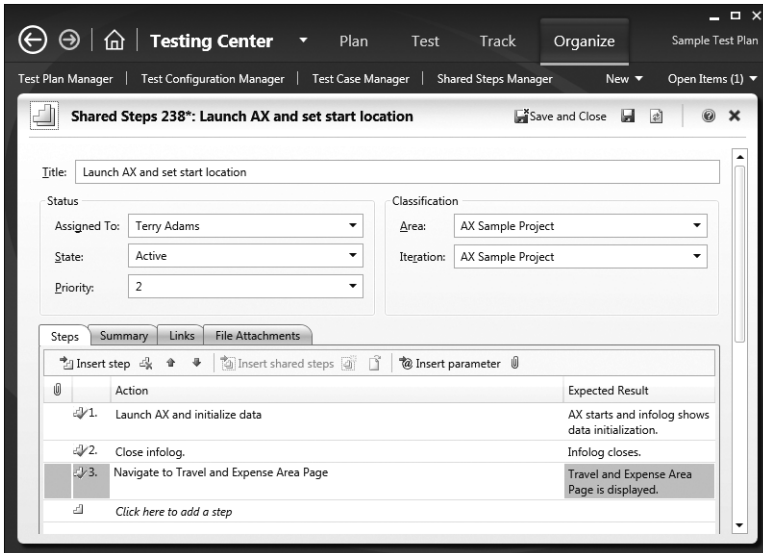 Testing Center Plan Test Track Organize Sample Test Plan
Test Plan Manager | Test Configuration Manager | Test Case Manager | Shared Steps Manager New Open Items (1)
Shared Steps 238*: Launch AX and set start location Save and Close
Title: Launch AX and set start location
Status Classification
Assigned To: Terry Adams Area: AX Sample Project
State: Active Iteration: AX Sample Project
Priority: 2
Steps Summary Links File Attachments
Insert step Insert shared steps Insert parameter
Action Expected Result
1. Launch AX and initialize data AX starts and infolog shows
data initialization.
2. Close infolog. Infolog closes.
3. Navigate to Travel and Expense Area Page Travel and Expense Area
Page is displayed.
Click here to add a step